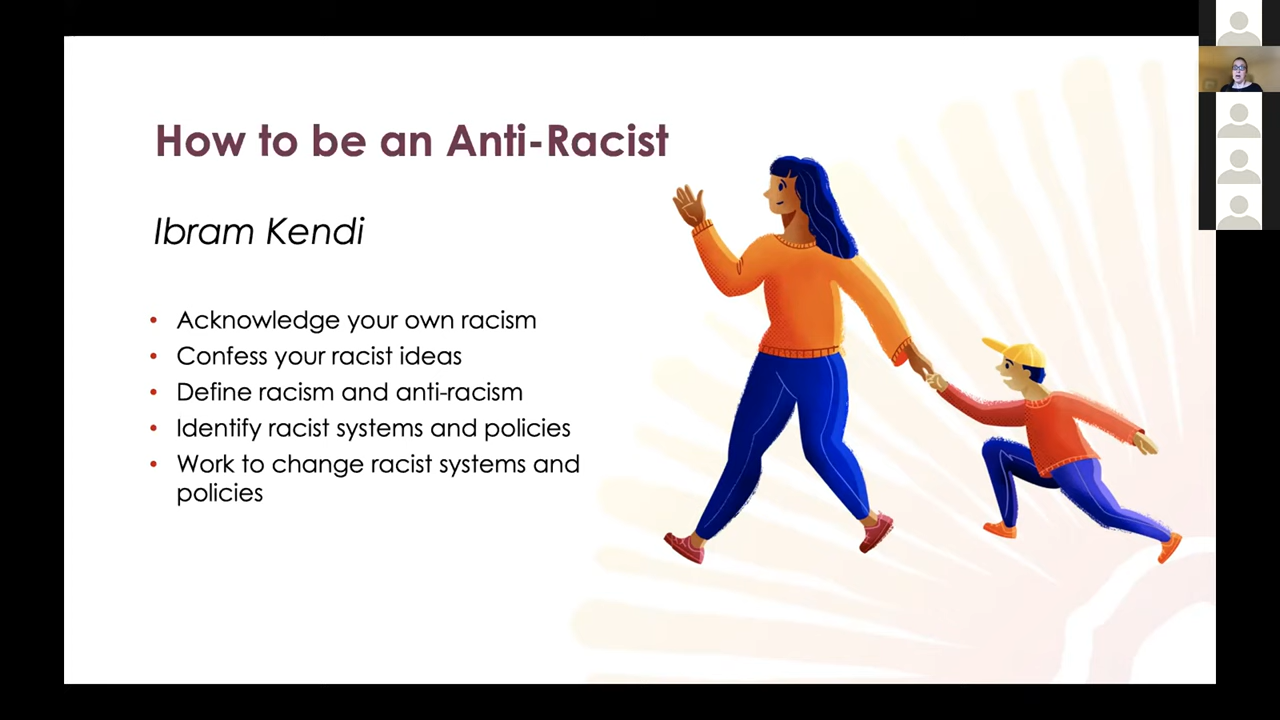 How to be an Anti-Racist
Ibram Kendi
• Acknowledge your own racism
• Confess your racist ideas
• Define racism and anti-racism
• Identify racist systems and policies
• Work to change racist systems and
policies